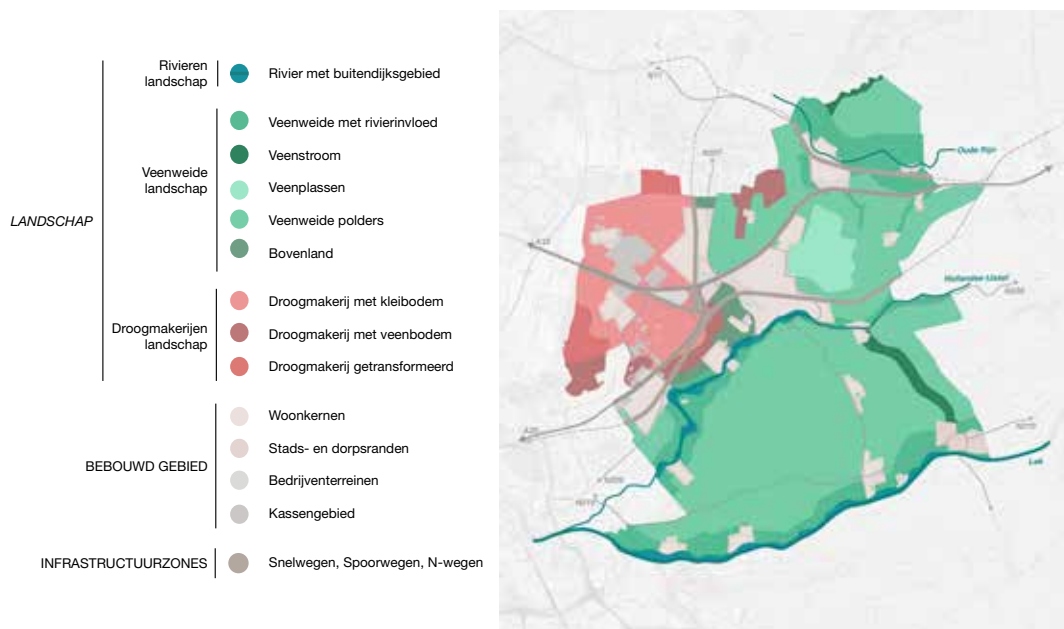 LANDSCHAP
Rivieren
landschap
Rivier met buitendijksgebied
Veenweide
landschap
Veenweide met rivierinvloed
Veenstroom
Veenplassen
Veenweide polders
Bovenland
Droogmakerijen
landschap
Droogmakerij met kleibodem
Droogmakerij met veenbodem
Droogmakerij getransformeerd
BEBOUWD GEBIED
Woonkernen
Stads- en dorpsranden
Bedrijventerreinen
Kassengebied
INFRASTRUCTUURZONES
Snelwegen, Spoorwegen, N-wegen
Oude Rijn
Hollandse IJssel
Lek